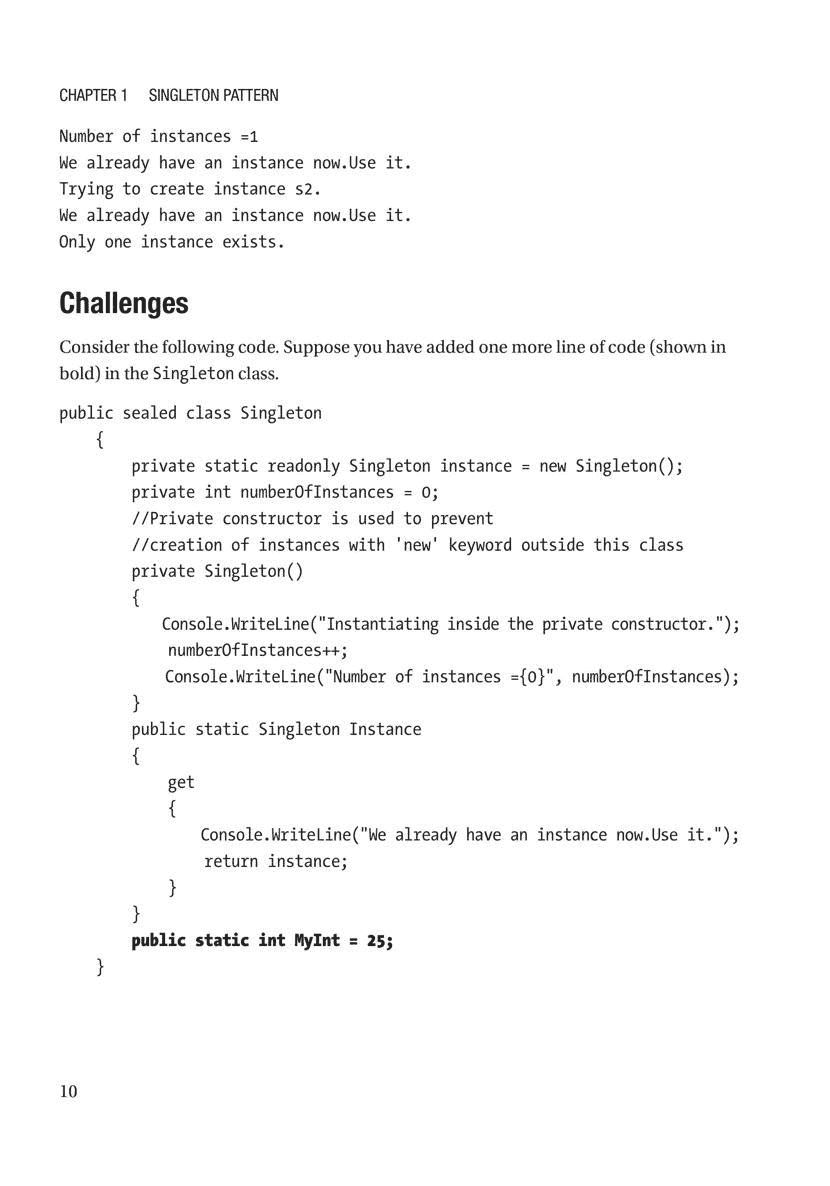 CHAPTER 1 SINGLETON PATTERN
Number of instances =1
We already have an instance now.Use it.
Trying to create instance s2.
We already have an instance now.Use it.
Only one instance exists.
Challenges
Consider the following code. Suppose you have added one more line of code (shown in
bold) in the Singleton class.
public sealed class Singleton
{
private static readonly Singleton instance = new Singleton();
private int numberOfInstances = 0;
//Private constructor is used to prevent
//creation of instances with 'new' keyword outside this class
private Singleton()
{
Console.WriteLine("Instantiating inside the private constructor.");
numberOfInstances++;
Console.WriteLine("Number of instances ={0}", numberOfInstances);
}
public static Singleton Instance
{
get
{
Console.WriteLine("We already have an instance now.Use it.");
return instance;
}
}
public static int MyInt = 25;
}
10